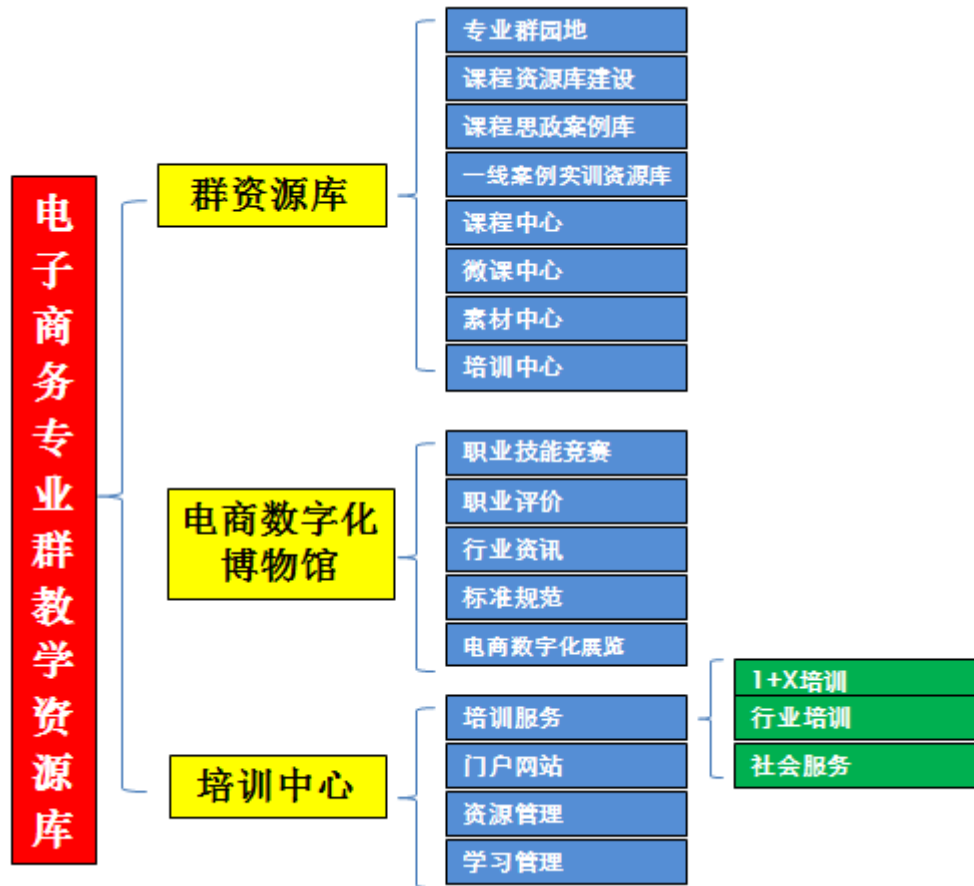 电子商务专业群教学资源库
群资源库
专业群园地
课程资源库建设
课程思政案例库
一线案例实训资源库
课程中心
微课中心
素材中心
培训中心
电商数字化
博物馆
职业技能竞赛
职业评价
行业资讯
标准规范
电商数字化展览
培训中心
培训服务
门户网站
资源管理
学习管理
1+X培训
行业培训
社会服务